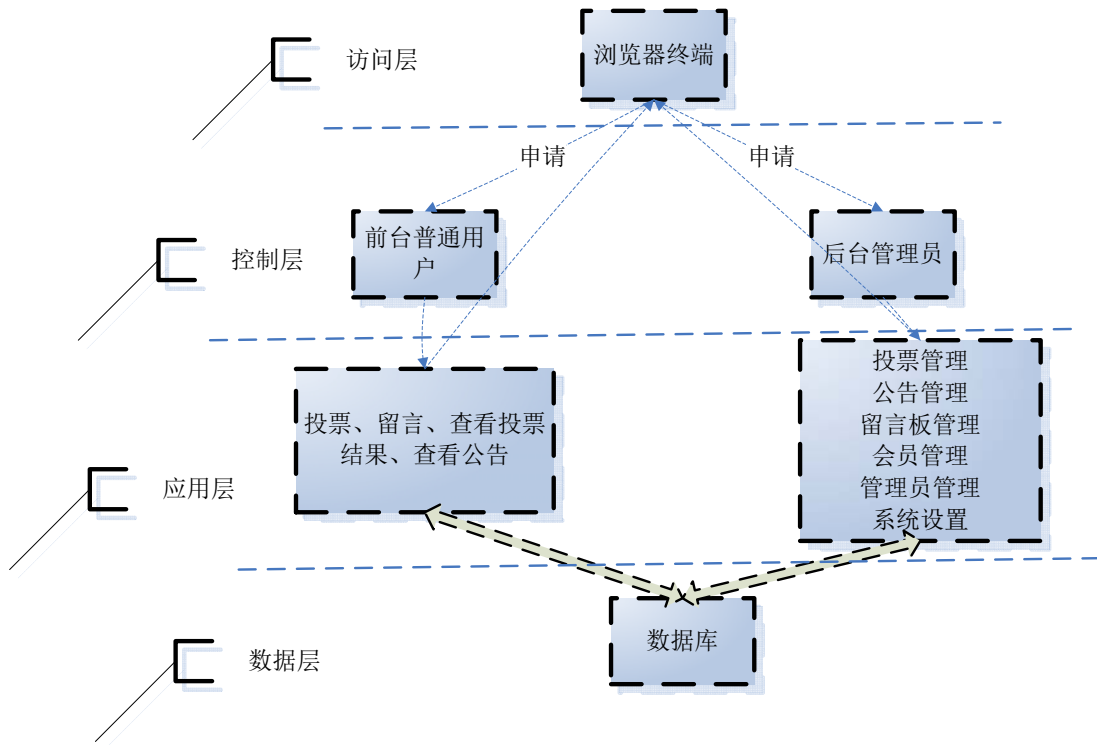 访问层
浏览器终端
申请
申请
控制层
前台普通用
户
后台管理员
应用层
投票、留言、查看投票
结果、查看公告
投票管理
公告管理
留言板管理
会员管理
管理员管理
系统设置
数据层
数据库